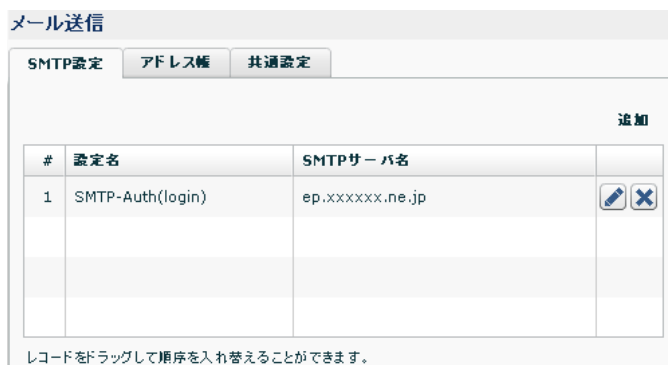 メール送信
SMTP設定 アドレス帳 共通設定
追加
# 設定名 SMTPサーバ名
1 SMTP-Auth(login) ep.xxxxxx.ne.jp
レコードをドラッグして順序を入れ替えることができます。